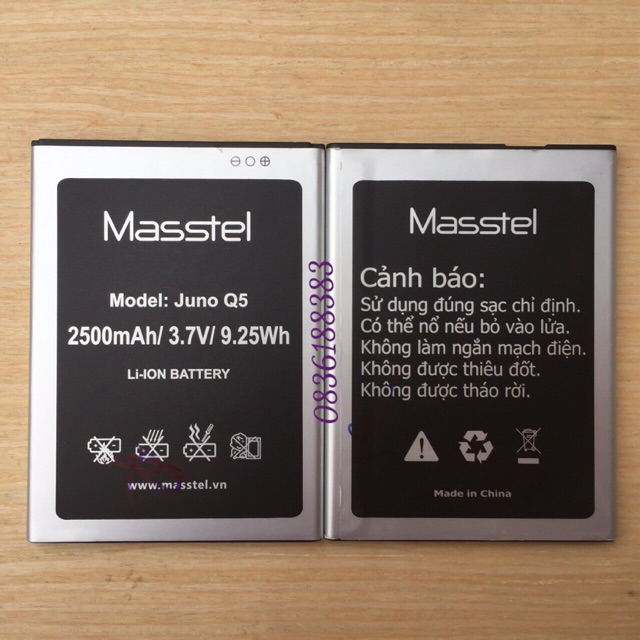 Masstel
Model: Juno Q5
2500mAh/ 3.7V/ 9.25Wh
Li-ION BATTERY
www.masstel.vn
0836188383
Masstel
Cảnh báo:
Sử dụng đúng sạc chỉ định.
Có thể nổ nếu bỏ vào lửa.
Không làm ngắn mạch điện.
Không được thiêu đốt.
Không được tháo rời.
Made in China